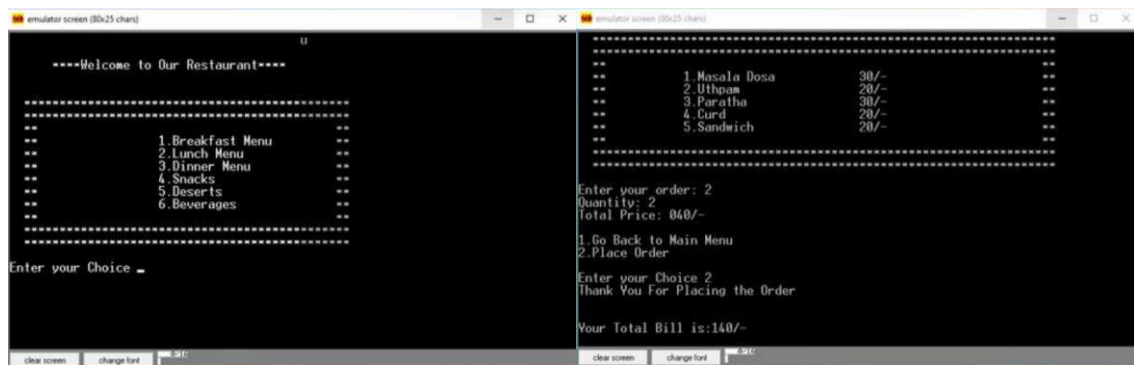 emulator screen (80x25 chars)
u
****Welcome to Our Restaurant****
**************************************************
**************************************************
** **
** 1.Breakfast Menu **
** 2.Lunch Menu **
** 3.Dinner Menu **
** 4.Snacks **
** 5.Deserts **
** 6.Beverages **
** **
**************************************************
**************************************************
Enter your Choice _
clear screen change font
emulator screen (80x25 chars)
**********************************************************************
**********************************************************************
** **
** 1.Masala Dosa 30/- **
** 2.Uthpam 20/- **
** 3.Paratha 30/- **
** 4.Curd 20/- **
** 5.Sandwich 20/- **
** **
**********************************************************************
**********************************************************************
Enter your order: 2
Quantity: 2
Total Price: 040/-
1.Go Back to Main Menu
2.Place Order
Enter your Choice 2
Thank You For Placing the Order
Your Total Bill is:140/-
clear screen change font